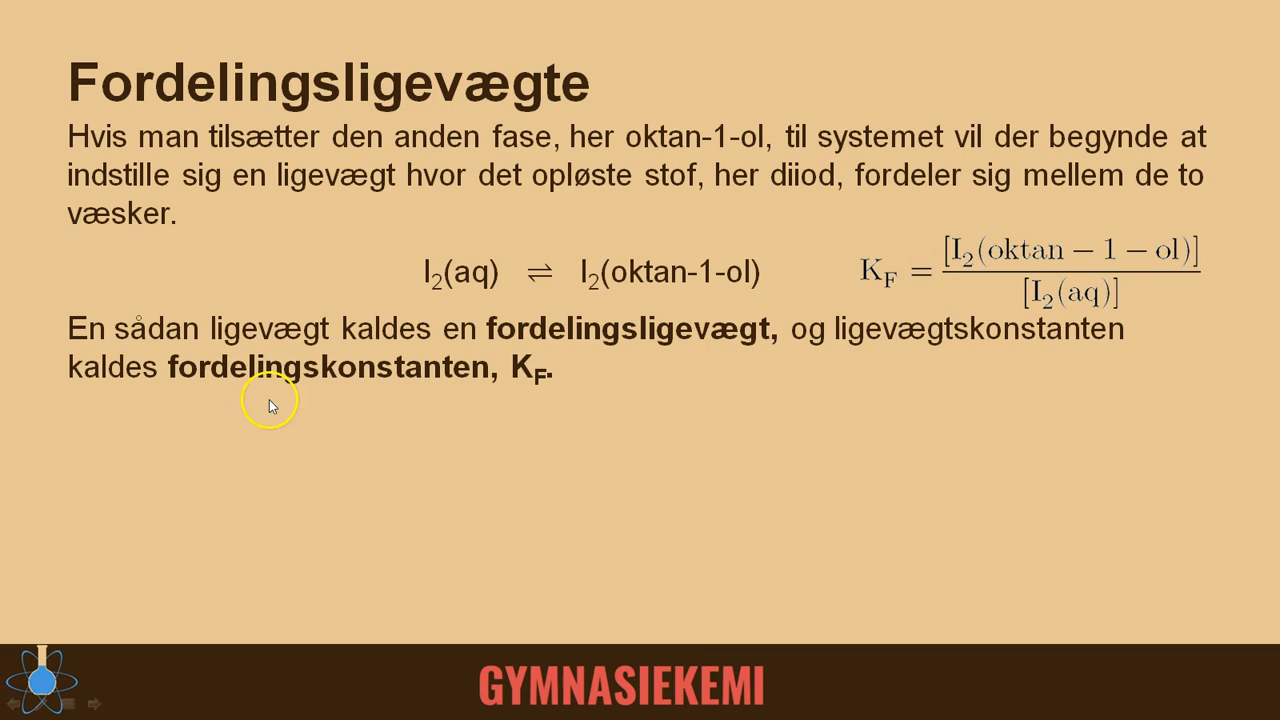 Fordelingsligevægte
Hvis man tilsætter den anden fase, her oktan-1-ol, til systemet vil der begynde at
indstille sig en ligevægt hvor det opløste stof, her diiod, fordeler sig mellem de to
væsker.
I₂(aq) ⇌ I₂(oktan-1-ol) K_F = [I₂(oktan − 1 − ol)] / [I₂(aq)]
En sådan ligevægt kaldes en fordelingsligevægt, og ligevægtskonstanten
kaldes fordelingskonstanten, K_F.
GYMNASIEKEMI